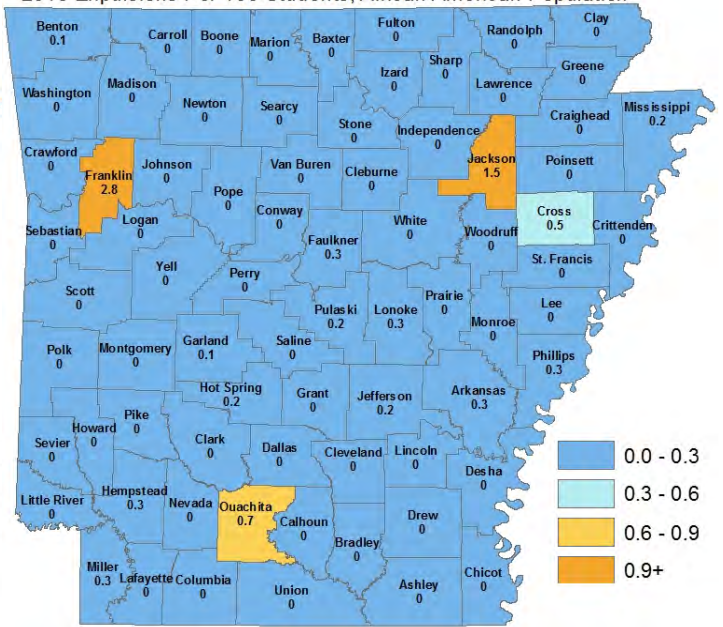 2018 Expulsions Per 100 Students, African American Population
Benton
0.1
Carroll
0
Boone
0
Marion
0
Baxter
0
Fulton
0
Randolph
0
Clay
0
Washington
0
Madison
0
Newton
0
Searcy
0
Stone
0
Izard
0
Sharp
0
Lawrence
0
Greene
0
Independence
0
Craighead
0
Mississippi
0.2
Crawford
0
Franklin
2.8
Johnson
0
Pope
0
Van Buren
0
Cleburne
0
Jackson
1.5
Poinsett
0
Sebastian
0
Logan
0
Conway
0
Faulkner
0.3
White
0
Woodruff
0
Cross
0.5
Crittenden
0
Scott
0
Yell
0
Perry
0
Pulaski
0.2
Lonoke
0.3
Prairie
0
Monroe
0
St. Francis
0
Lee
0
Phillips
0.3
Polk
0
Montgomery
0
Garland
0.1
Saline
0
Hot Spring
0.2
Grant
0
Jefferson
0.2
Arkansas
0.3
Sevier
0
Howard
0
Pike
0
Clark
0
Dallas
0
Cleveland
0
Lincoln
0
Desha
0
Little River
0
Hempstead
0.3
Nevada
0
Ouachita
0.7
Calhoun
0
Bradley
0
Drew
0
Miller
0.3
Lafayette
0
Columbia
0
Union
0
Ashley
0
Chicot
0
0.0 - 0.3
0.3 - 0.6
0.6 - 0.9
0.9+